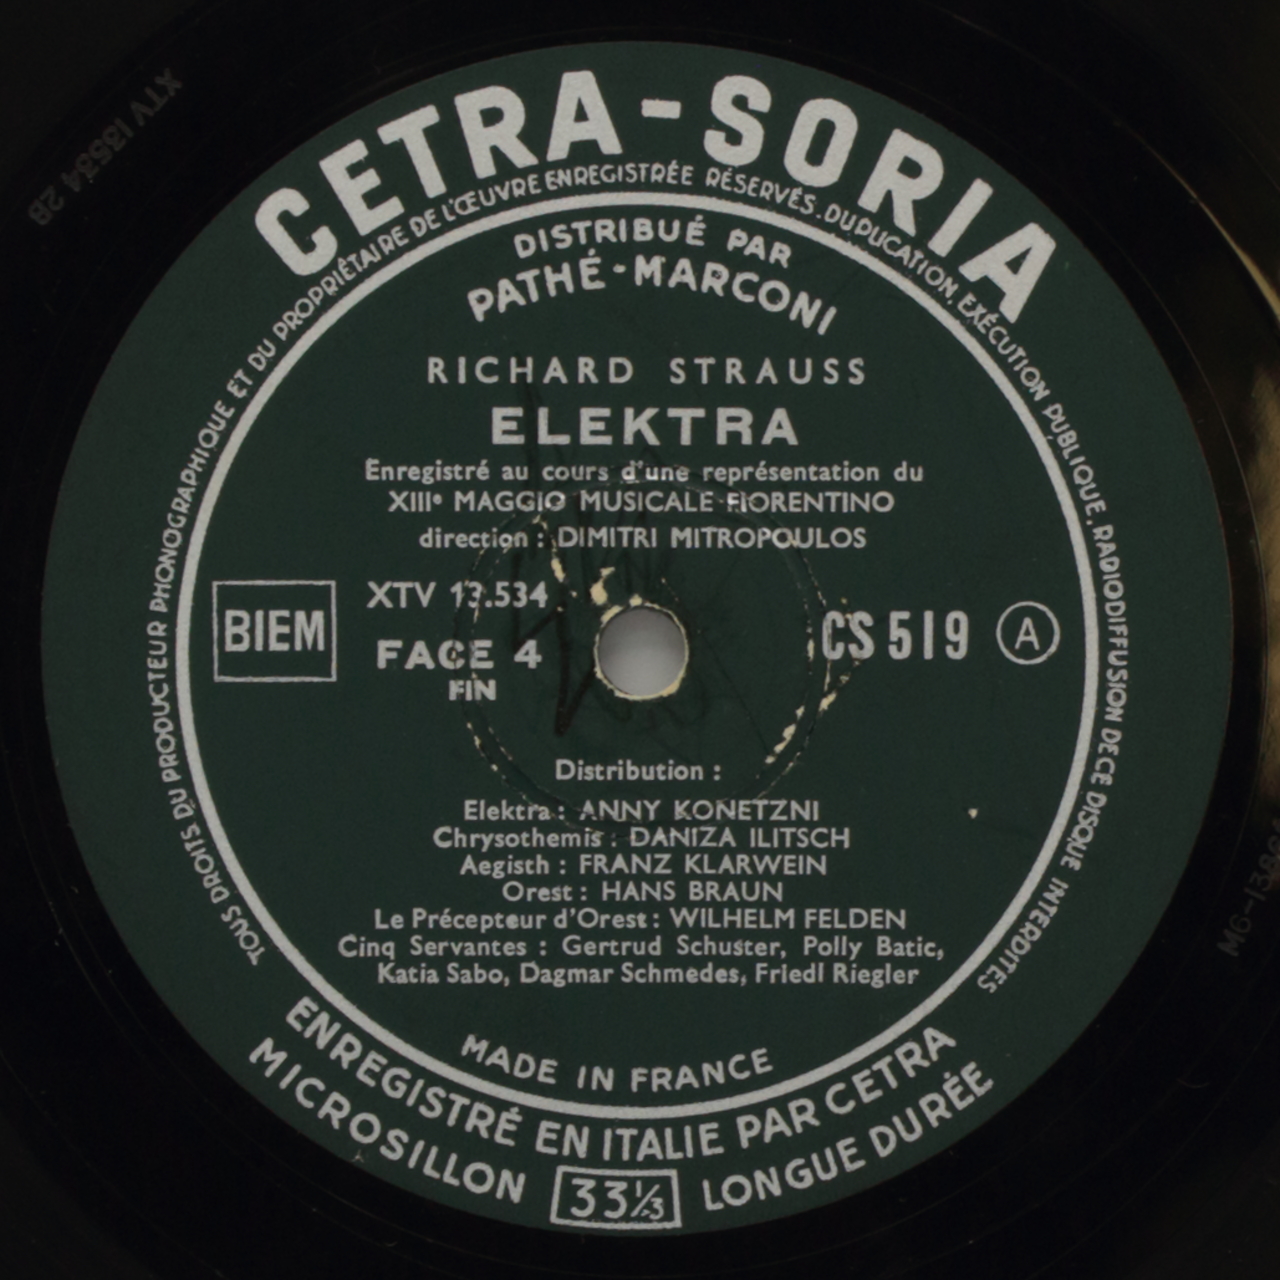 CETRA-SORIA
TOUS DROITS DU PRODUCTEUR PHONOGRAPHIQUE ET DU PROPRIÉTAIRE DE L'ŒUVRE ENREGISTRÉE RÉSERVÉS. DUPLICATION, EXÉCUTION PUBLIQUE, RADIODIFFUSION DE CE DISQUE INTERDITES
DISTRIBUÉ PAR
PATHÉ-MARCONI
RICHARD STRAUSS
ELEKTRA
Enregistré au cours d'une représentation du
XIIIe MAGGIO MUSICALE FIORENTINO
direction : DIMITRI MITROPOULOS
BIEM
XTV 13.534
FACE 4
FIN
CS 519 A
Distribution :
Elektra : ANNY KONETZNI
Chrysothemis : DANIZA ILITSCH
Aegisth : FRANZ KLARWEIN
Orest : HANS BRAUN
Le Précepteur d'Orest : WILHELM FELDEN
Cinq Servantes : Gertrud Schuster, Polly Batic,
Katia Sabo, Dagmar Schmedes, Friedl Riegler
MADE IN FRANCE
ENREGISTRÉ EN ITALIE PAR CETRA
MICROSILLON 33 1/3 LONGUE DURÉE
XTV 13534 2B